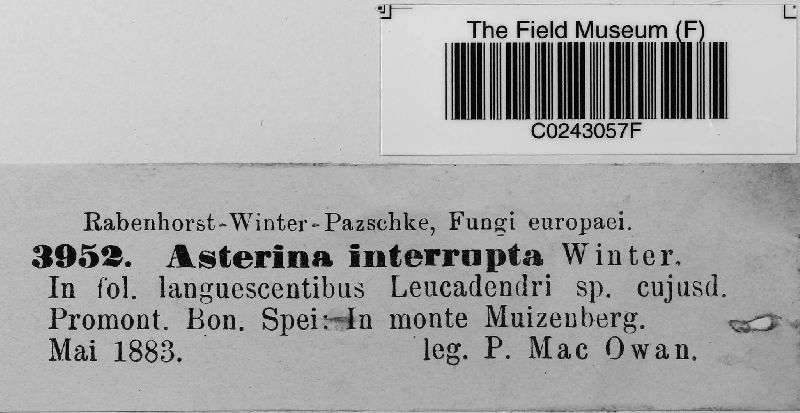 The Field Museum (F)
C0243057F
Rabenhorst-Winter-Pazschke, Fungi europaei.
3952. Asterina interrupta Winter.
In fol. languescentibus Leucadendri sp. cujusd.
Promont. Bon. Spei: In monte Muizenberg.
Mai 1883. leg. P. Mac Owan.